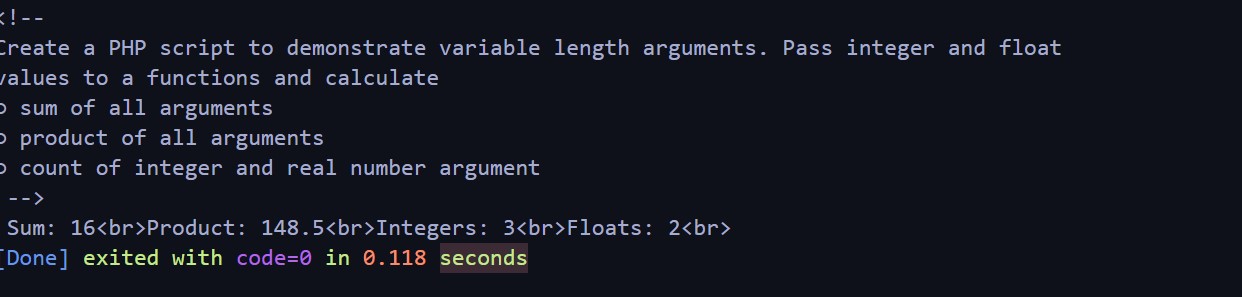 <!--
Create a PHP script to demonstrate variable length arguments. Pass integer and float
values to a functions and calculate
o sum of all arguments
o product of all arguments
o count of integer and real number argument
-->
Sum: 16<br>Product: 148.5<br>Integers: 3<br>Floats: 2<br>
[Done] exited with code=0 in 0.118 seconds